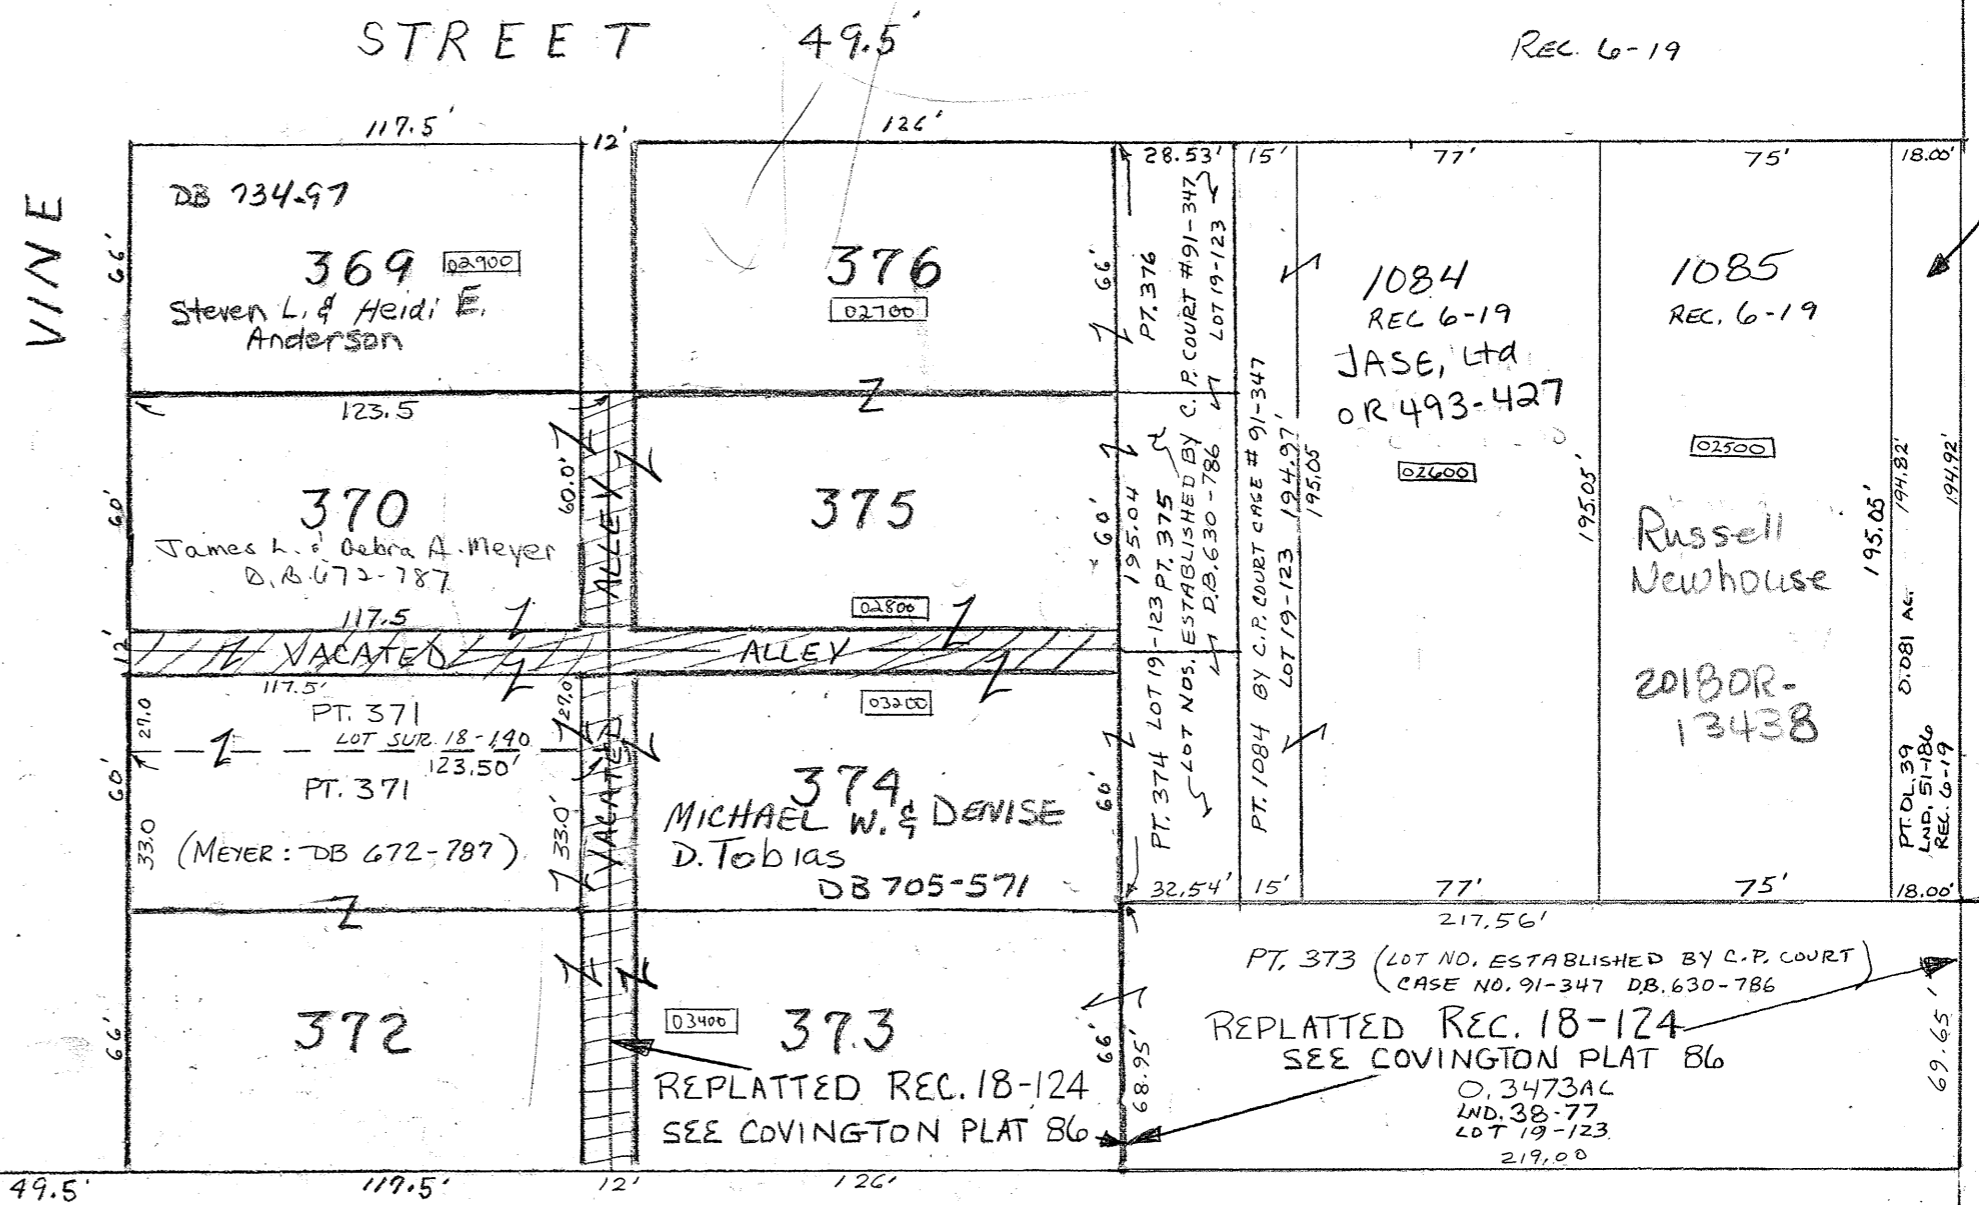 STREET 49.5'
REC. 6-19
VINE
117.5'
12'
126'
28.53'
15'
77'
75'
18.00'
DB 734-97
66'
369
02900
Steven L. & Heidi E.
Anderson
376
02700
66'
PT. 376
1084
REC 6-19
JASE, Ltd
OR 493-427
02600
1085
REC. 6-19
02500
Russell
Newhouse
2018OR-
13438
123.5
60'
370
James L. & Debra A. Meyer
D.B. 672-787
117.5
60.0'
ALLEY
375
02800
60'
195.04
PT. 375
LOT 19-123
PT. 374 LOT 19-123
LOT NOS. ESTABLISHED BY C.P. COURT #91-347
D.B. 630-786
PT. 1084 BY C.P. COURT CASE # 91-347
LOT 19-123 194.97'
195.05
195.05'
195.05'
194.82'
194.92'
0.081 AC.
PT. OL. 39
LND. 51-186
REC. 6-19
12'
VACATED ALLEY
117.5'
27.0
27.0'
PT. 371
LOT SUR. 18-140
123.50'
PT. 371
60'
33.0
33.0'
(MEYER: DB 672-787)
VACATED
03200
374
MICHAEL W. & DENISE
D. Tobias
DB 705-571
60'
32.54'
15'
77'
75'
18.00'
217.56'
66'
372
03400
373
REPLATTED REC. 18-124
SEE COVINGTON PLAT 86
66'
68.95'
PT. 373 (LOT NO. ESTABLISHED BY C.P. COURT
CASE NO. 91-347 D.B. 630-786)
REPLATTED REC. 18-124
SEE COVINGTON PLAT 86
0.3473AC
LND. 38-77
LOT 19-123
219.00
69.65'
49.5'
117.5'
12'
126'